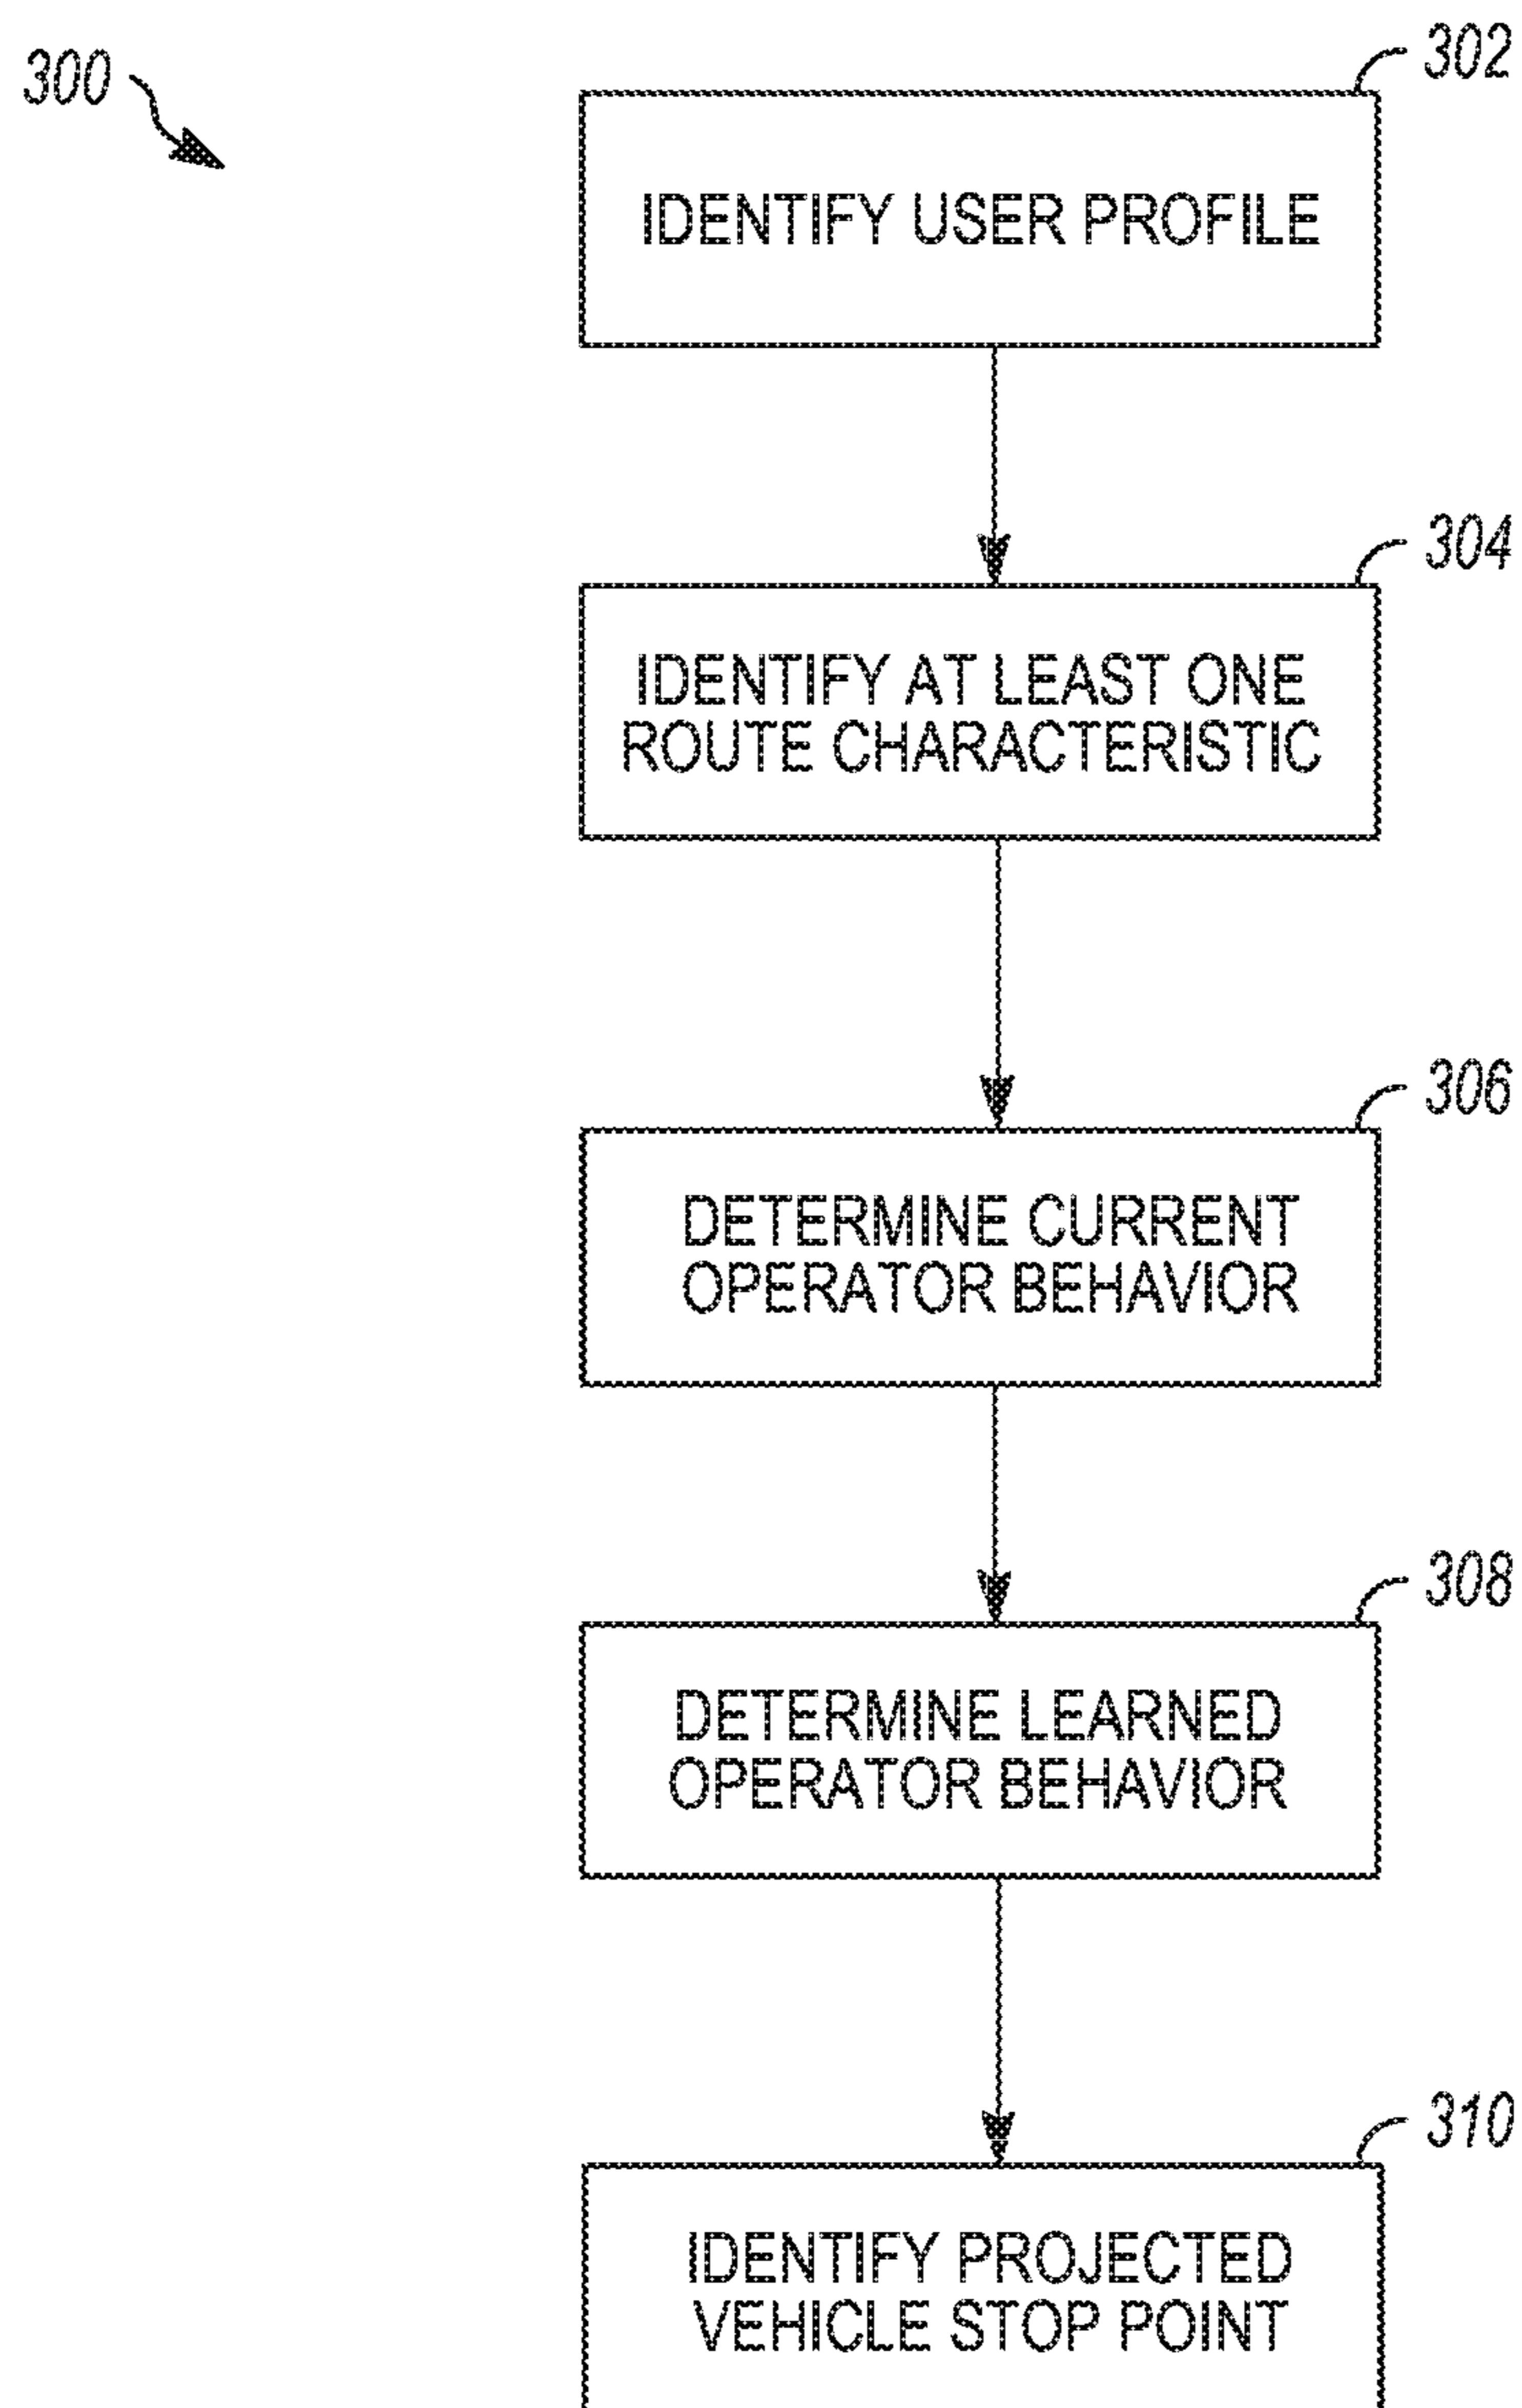 300
302
IDENTIFY USER PROFILE
304
IDENTIFY AT LEAST ONE
ROUTE CHARACTERISTIC
306
DETERMINE CURRENT
OPERATOR BEHAVIOR
308
DETERMINE LEARNED
OPERATOR BEHAVIOR
310
IDENTIFY PROJECTED
VEHICLE STOP POINT